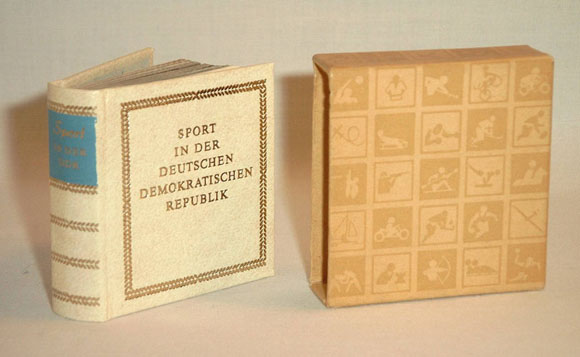 Sport
SPORT
IN DER
DEUTSCHEN
DEMOKRATISCHEN
REPUBLIK